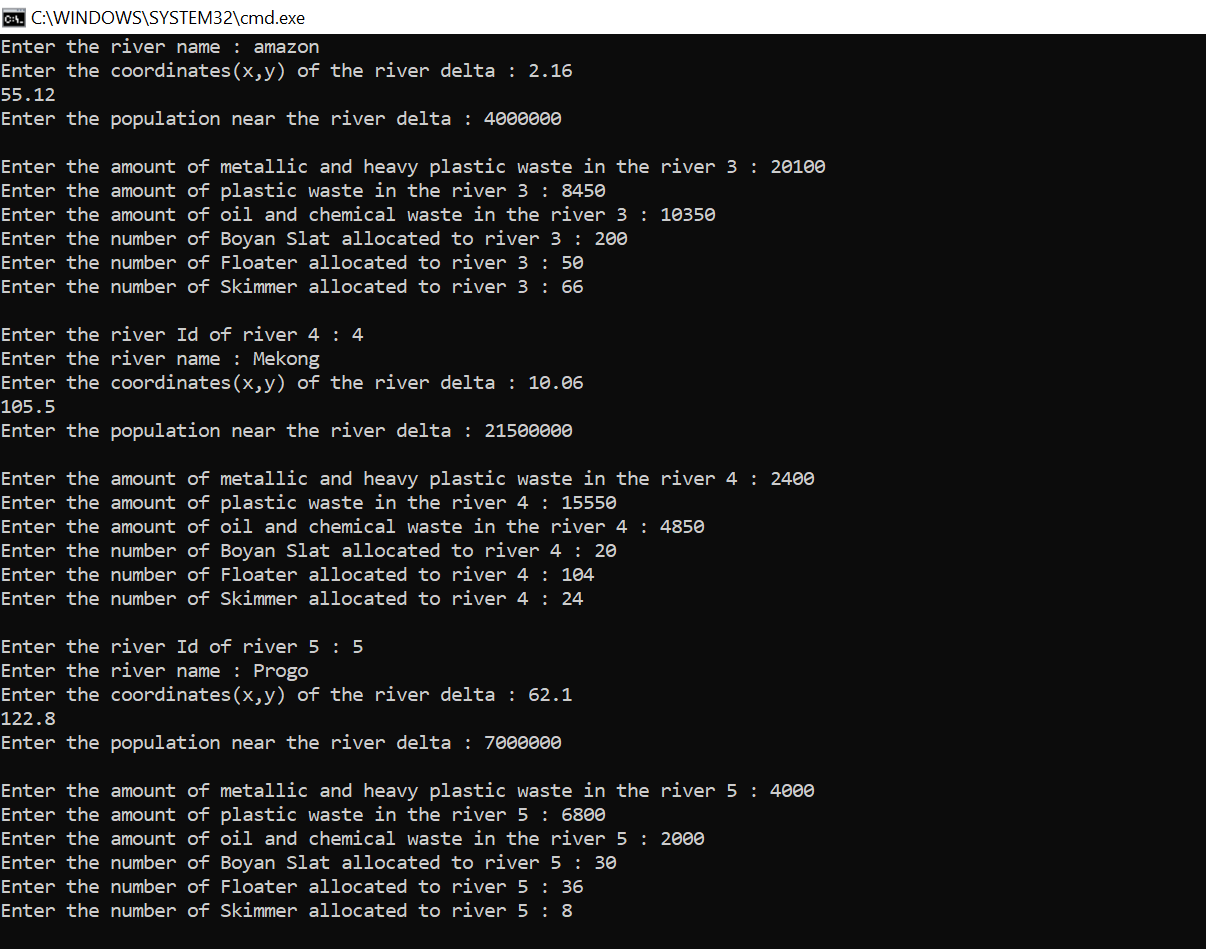 C:\WINDOWS\SYSTEM32\cmd.exe
Enter the river name : amazon
Enter the coordinates(x,y) of the river delta : 2.16
55.12
Enter the population near the river delta : 4000000
Enter the amount of metallic and heavy plastic waste in the river 3 : 20100
Enter the amount of plastic waste in the river 3 : 8450
Enter the amount of oil and chemical waste in the river 3 : 10350
Enter the number of Boyan Slat allocated to river 3 : 200
Enter the number of Floater allocated to river 3 : 50
Enter the number of Skimmer allocated to river 3 : 66
Enter the river Id of river 4 : 4
Enter the river name : Mekong
Enter the coordinates(x,y) of the river delta : 10.06
105.5
Enter the population near the river delta : 21500000
Enter the amount of metallic and heavy plastic waste in the river 4 : 2400
Enter the amount of plastic waste in the river 4 : 15550
Enter the amount of oil and chemical waste in the river 4 : 4850
Enter the number of Boyan Slat allocated to river 4 : 20
Enter the number of Floater allocated to river 4 : 104
Enter the number of Skimmer allocated to river 4 : 24
Enter the river Id of river 5 : 5
Enter the river name : Progo
Enter the coordinates(x,y) of the river delta : 62.1
122.8
Enter the population near the river delta : 7000000
Enter the amount of metallic and heavy plastic waste in the river 5 : 4000
Enter the amount of plastic waste in the river 5 : 6800
Enter the amount of oil and chemical waste in the river 5 : 2000
Enter the number of Boyan Slat allocated to river 5 : 30
Enter the number of Floater allocated to river 5 : 36
Enter the number of Skimmer allocated to river 5 : 8